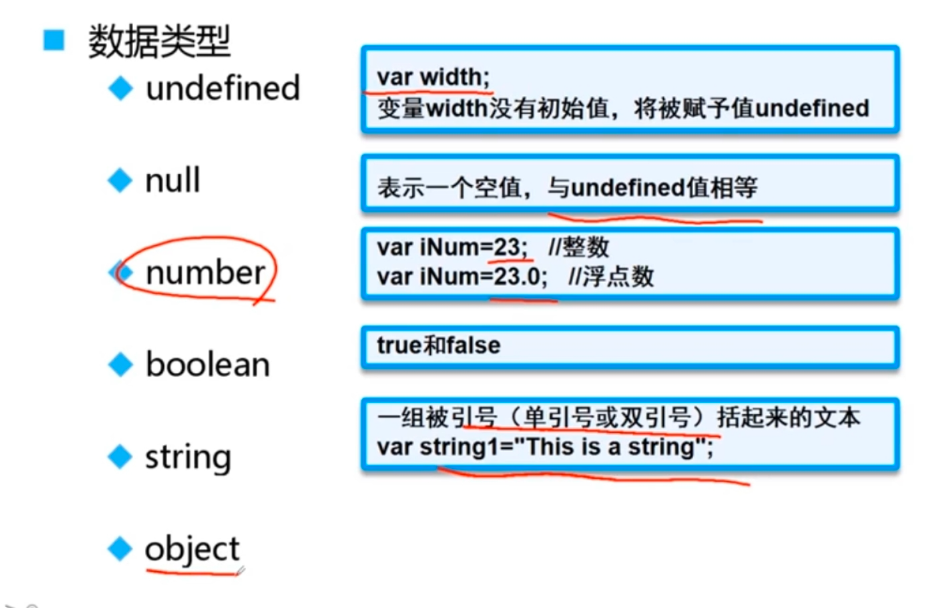 数据类型
undefined
var width;
变量width没有初始值，将被赋予值undefined
null
表示一个空值，与undefined值相等
number
var iNum=23;   //整数
var iNum=23.0;   //浮点数
boolean
true和false
string
一组被引号（单引号或双引号）括起来的文本
var string1="This is a string";
object